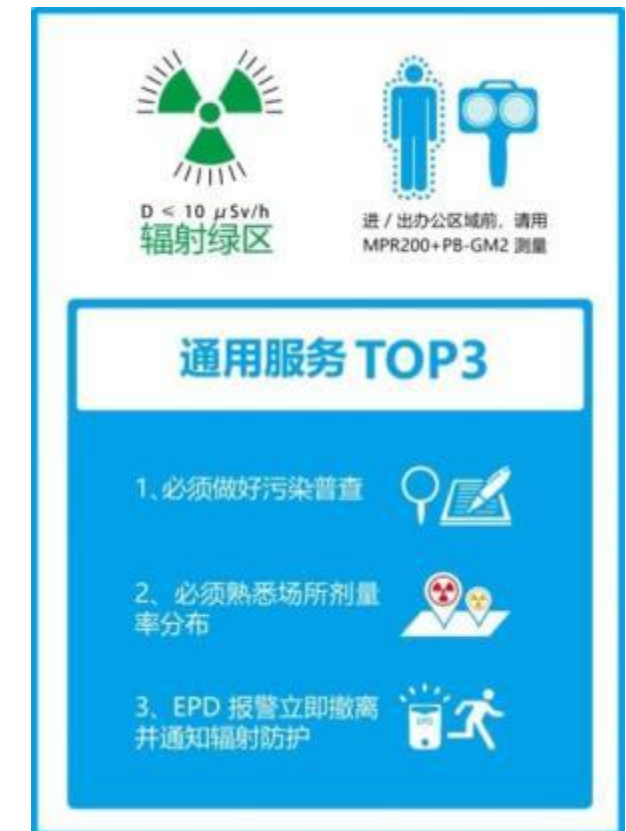 D ≤ 10 μSv/h
辐射绿区
进 / 出办公区域前，请用
MPR200+PB-GM2 测量
通用服务 TOP3
1、必须做好污染普查
2、必须熟悉场所剂量
率分布
3、EPD 报警立即撤离
并通知辐射防护
EPD